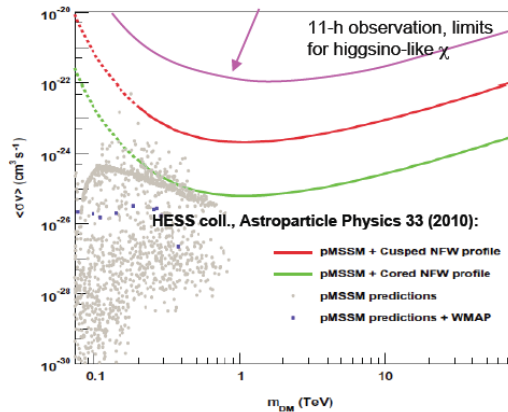 10⁻²⁰
11-h observation, limits
for higgsino-like χ
10⁻²²
10⁻²⁴
<σv> (cm³ s⁻¹)
10⁻²⁶
HESS coll., Astroparticle Physics 33 (2010):
pMSSM + Cusped NFW profile
pMSSM + Cored NFW profile
10⁻²⁸
pMSSM predictions
pMSSM predictions + WMAP
10⁻³⁰
0.1 1 10
m_DM (TeV)